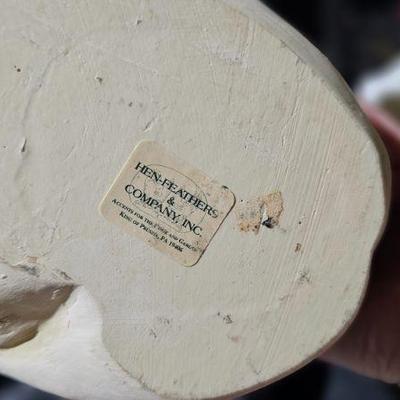 HEN-FEATHERS
&
COMPANY, INC.
ACCENTS FOR THE HOME AND GARDEN
KING OF PRUSSIA, PA 19406